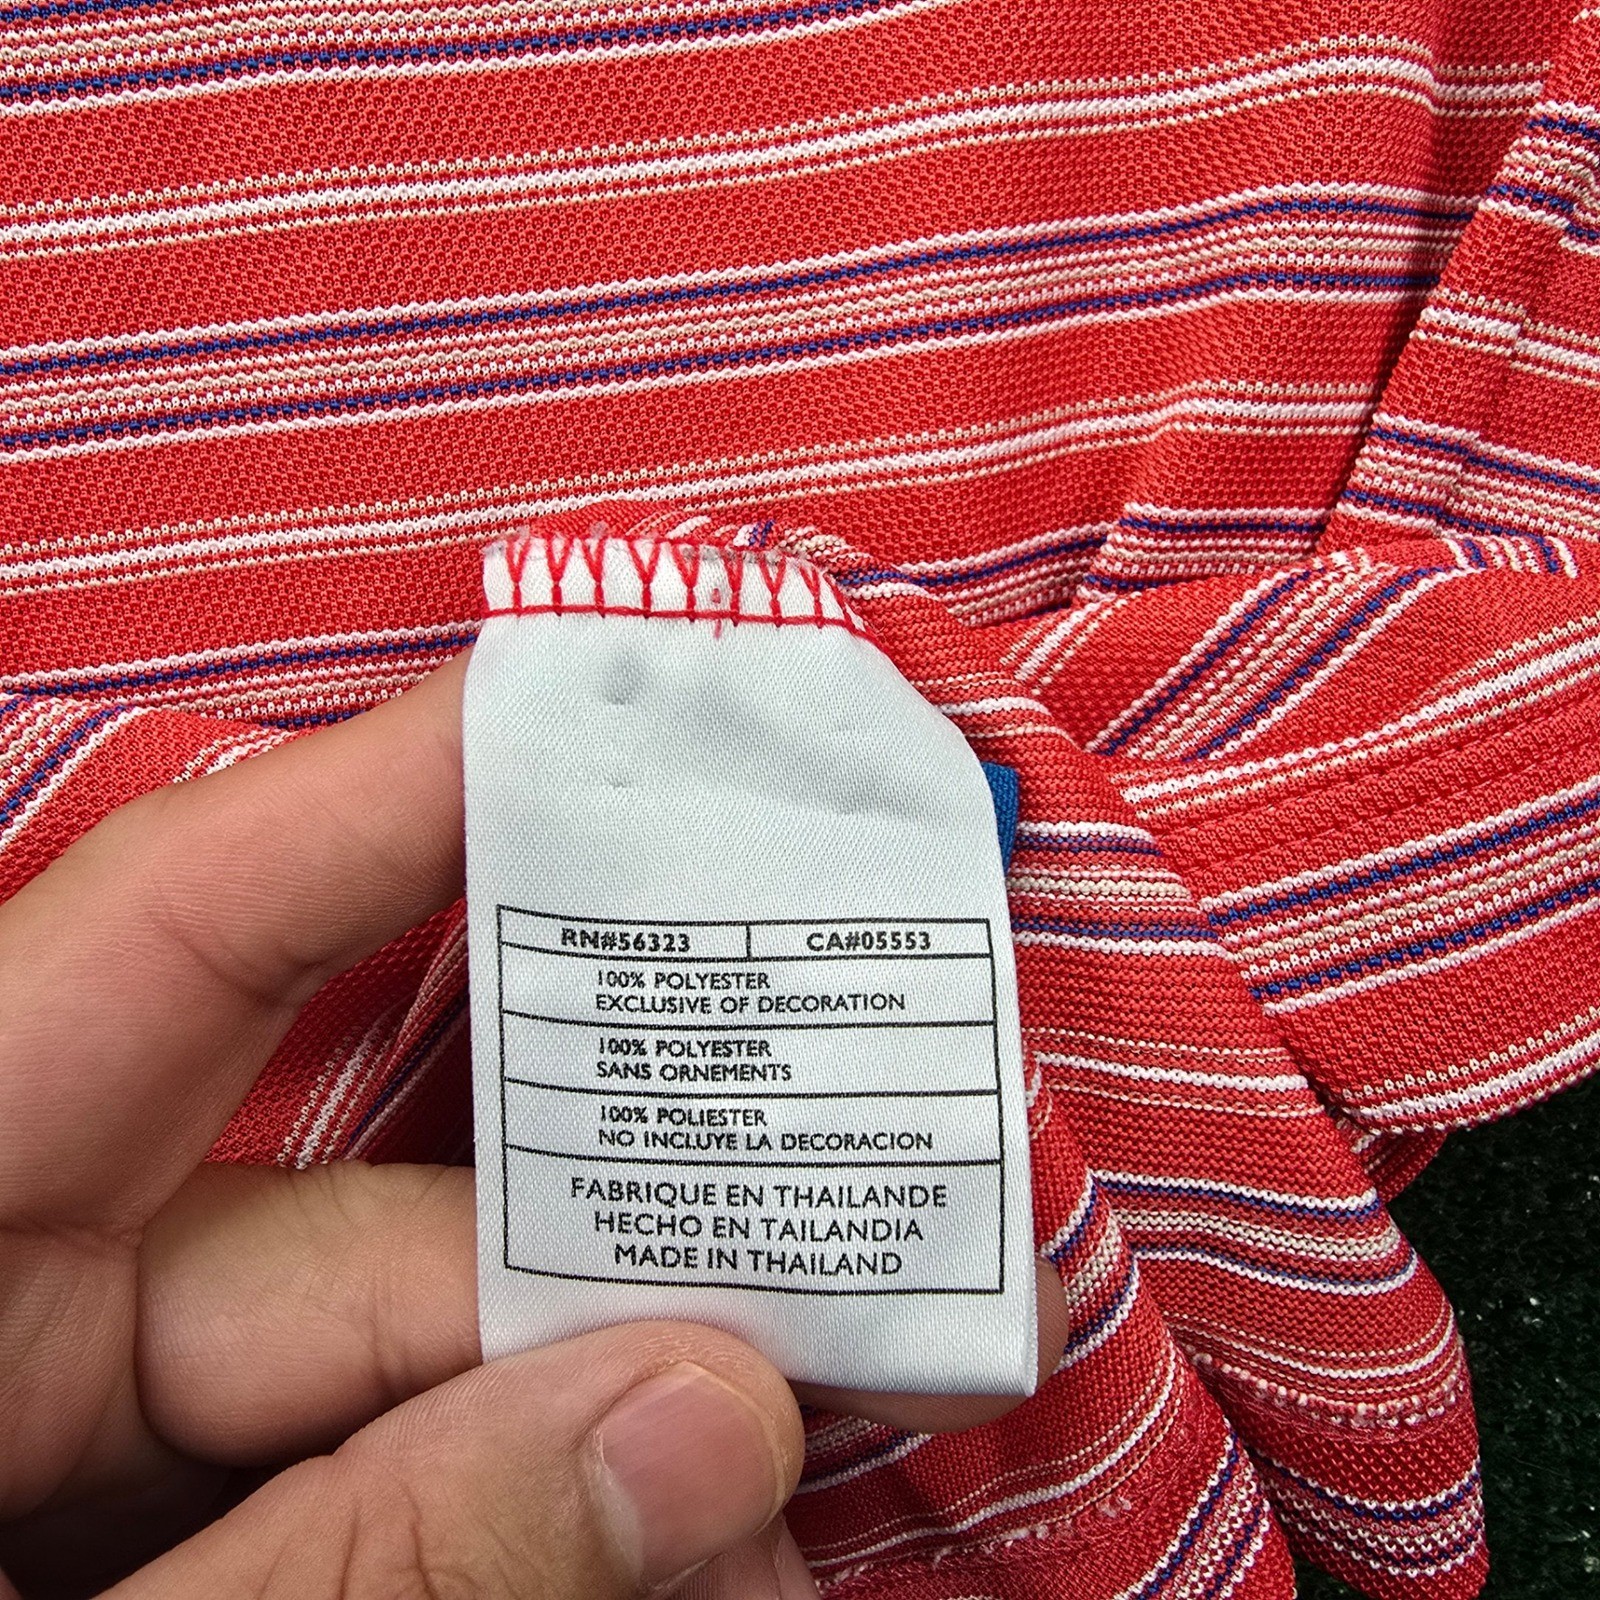 RN#56323 CA#05553
100% POLYESTER
EXCLUSIVE OF DECORATION
100% POLYESTER
SANS ORNEMENTS
100% POLIESTER
NO INCLUYE LA DECORACION
FABRIQUE EN THAILANDE
HECHO EN TAILANDIA
MADE IN THAILAND